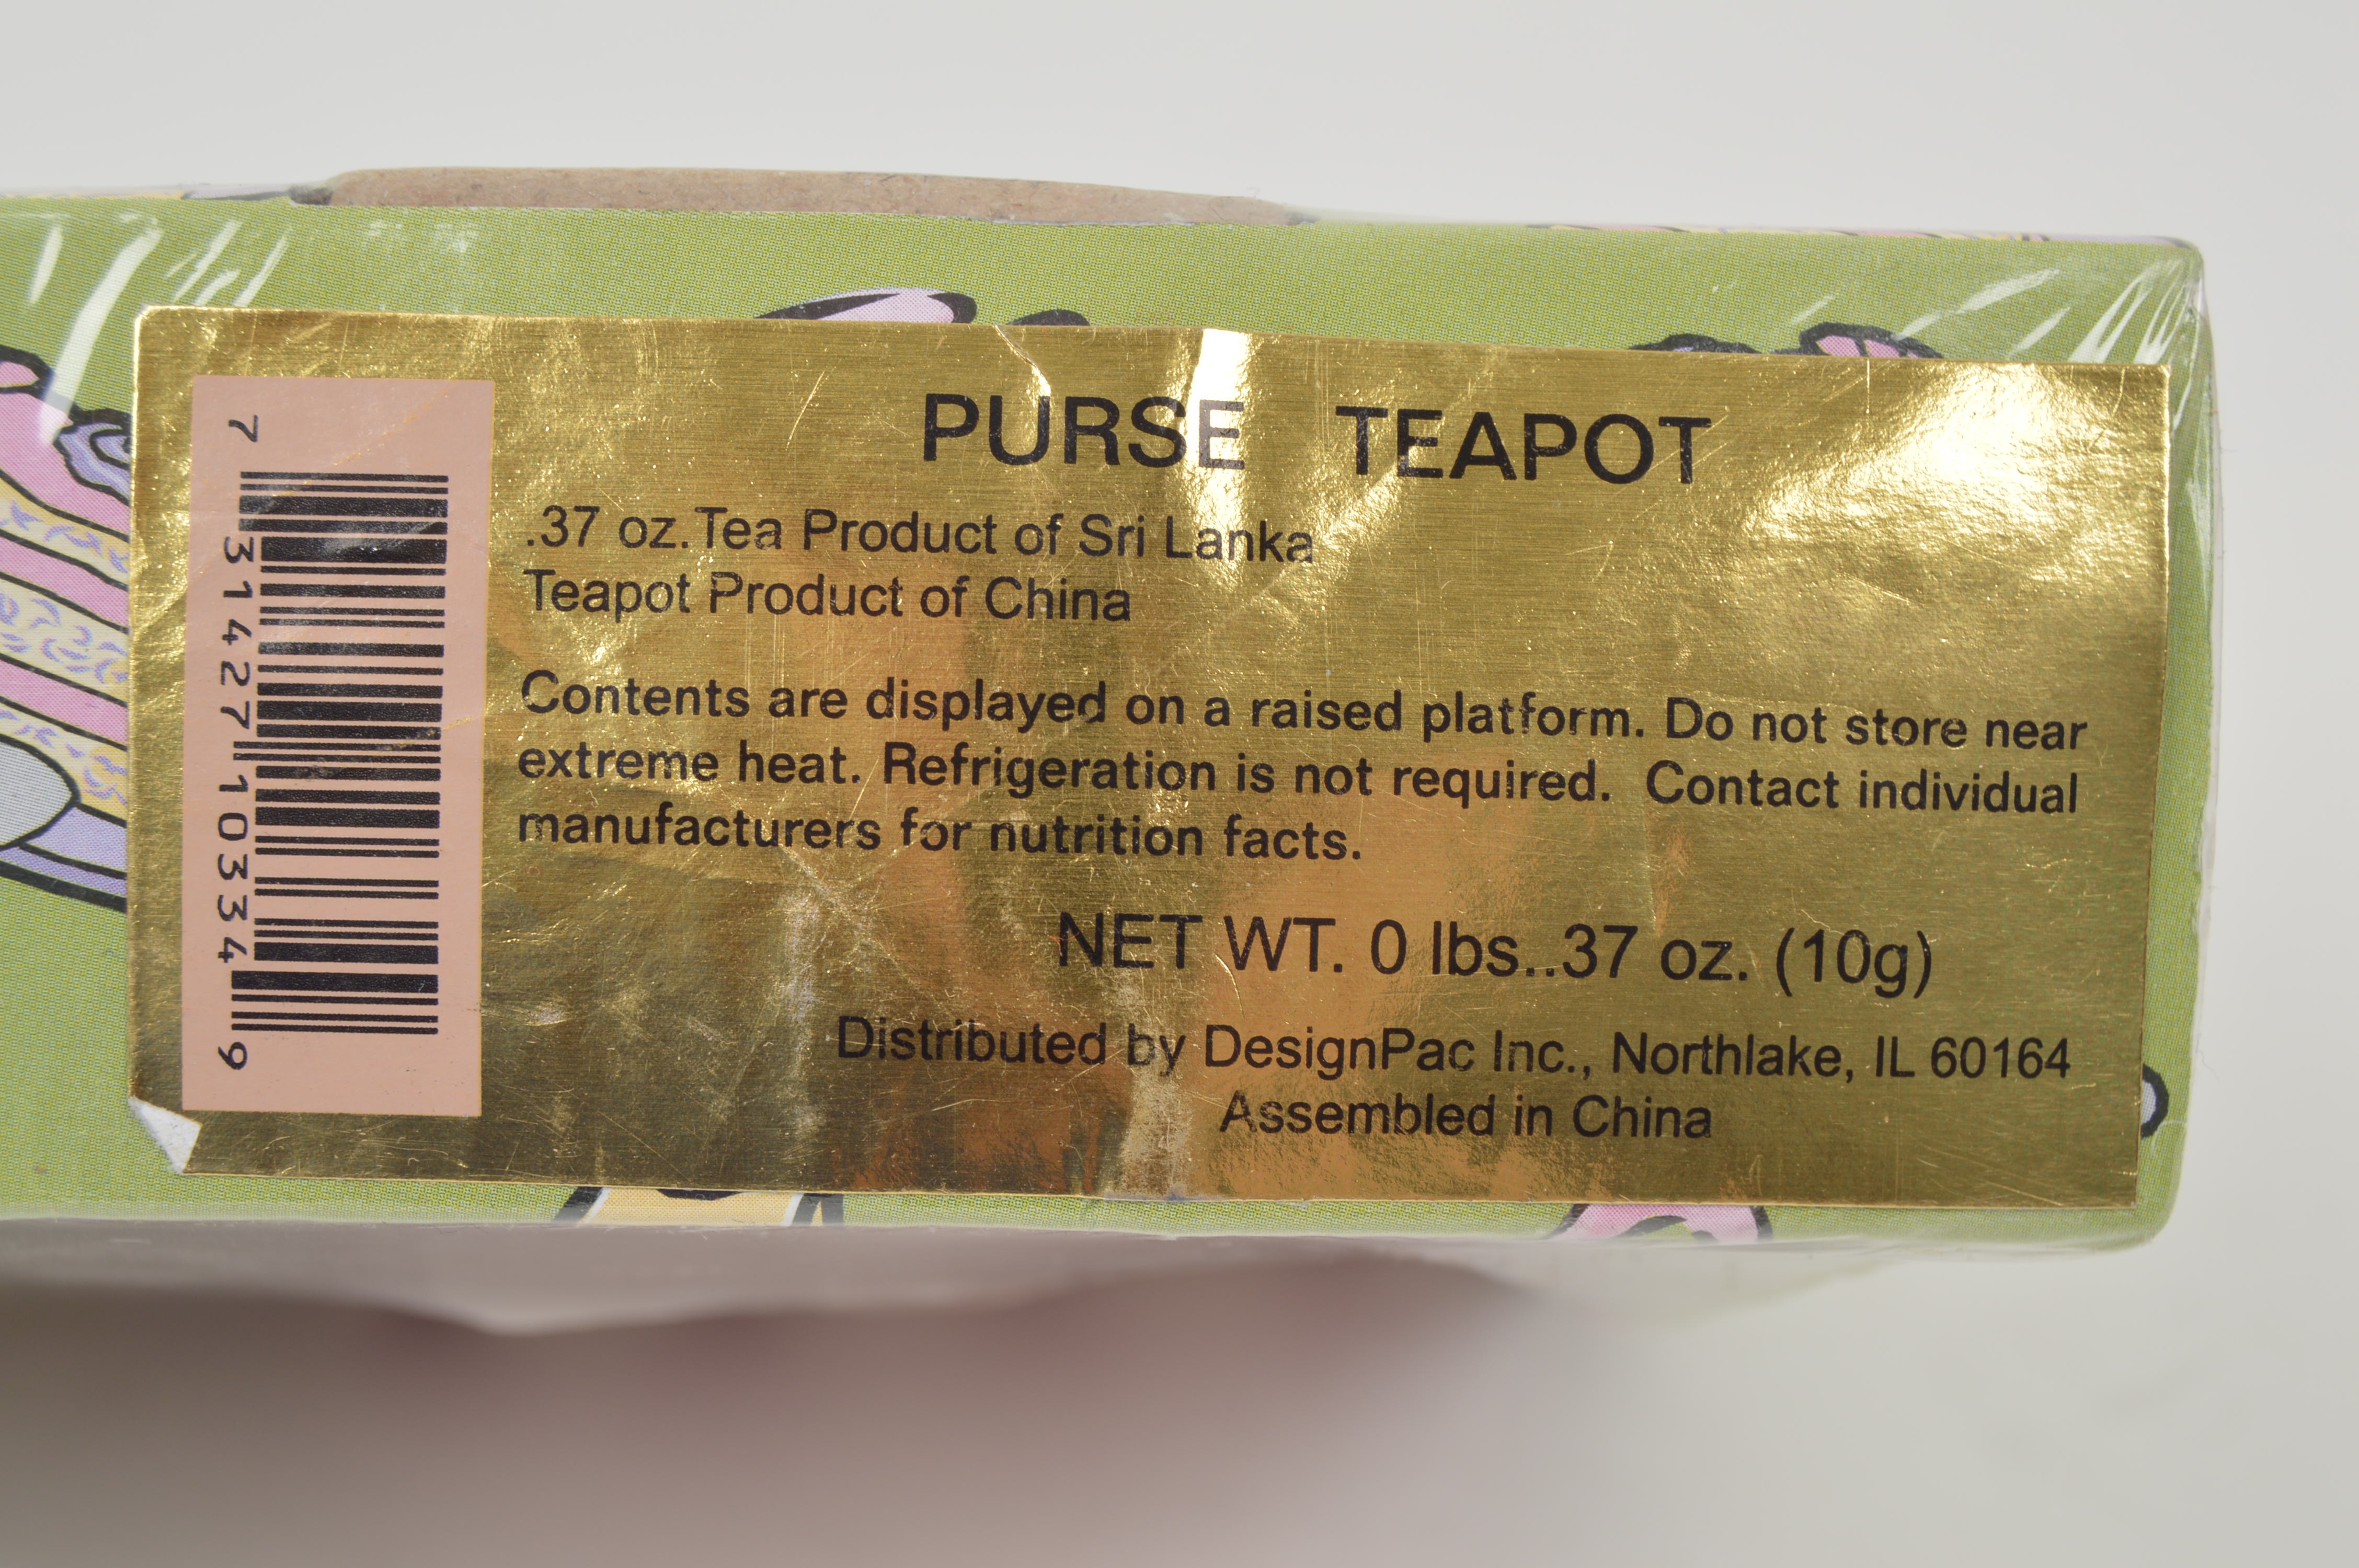 PURSE TEAPOT
.37 oz. Tea Product of Sri Lanka
Teapot Product of China
Contents are displayed on a raised platform. Do not store near
extreme heat. Refrigeration is not required. Contact individual
manufacturers for nutrition facts.
NET WT. 0 lbs..37 oz. (10g)
Distributed by DesignPac Inc., Northlake, IL 60164
Assembled in China
7 31427 10334 9